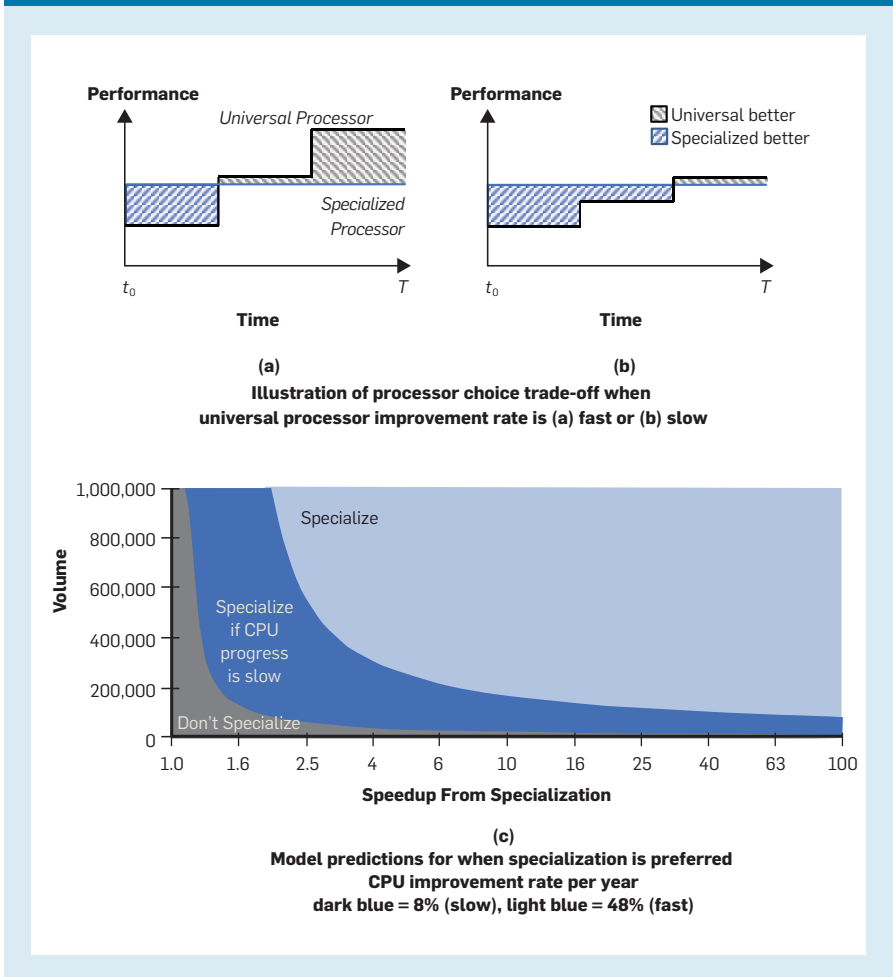 Performance
Universal Processor
Specialized
Processor
t0
T
Time
(a)
Performance
Universal better
Specialized better
t0
T
Time
(b)
Illustration of processor choice trade-off when
universal processor improvement rate is (a) fast or (b) slow
Volume
1,000,000
800,000
600,000
400,000
200,000
0
Specialize
Specialize
if CPU
progress
is slow
Don't Specialize
1.0 1.6 2.5 4 6 10 16 25 40 63 100
Speedup From Specialization
(c)
Model predictions for when specialization is preferred
CPU improvement rate per year
dark blue = 8% (slow), light blue = 48% (fast)